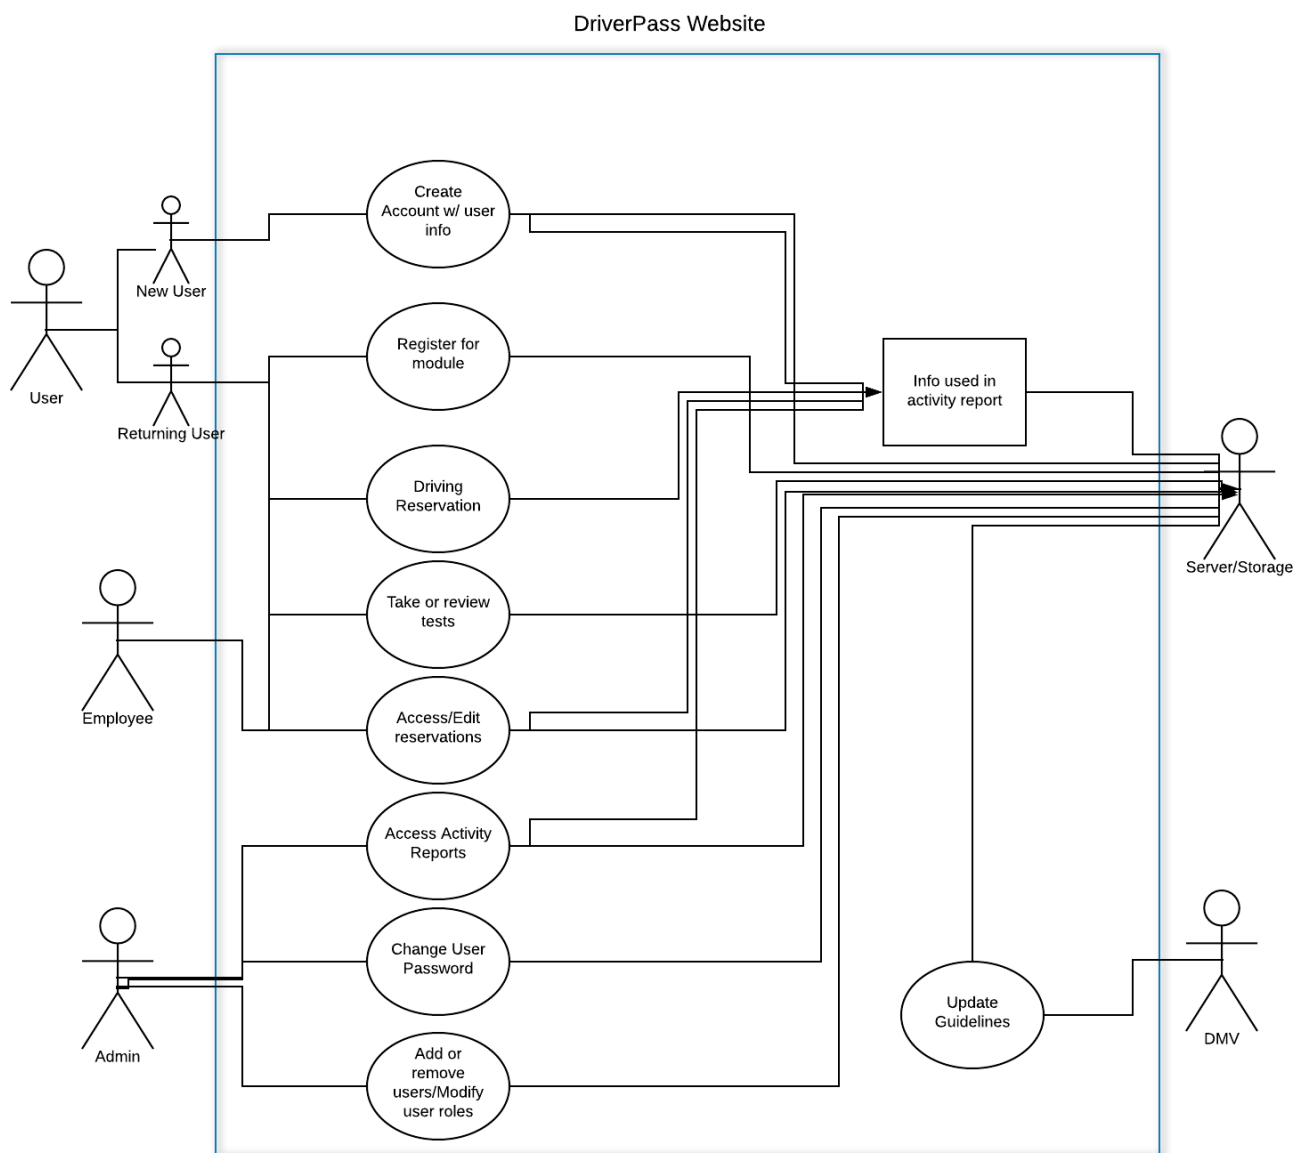 DriverPass Website
Create
Account w/ user
info
New User
User
Register for
module
Returning User
Info used in
activity report
Driving
Reservation
Server/Storage
Take or review
tests
Employee
Access/Edit
reservations
Access Activity
Reports
Change User
Password
Admin
Update
Guidelines
DMV
Add or
remove
users/Modify
user roles